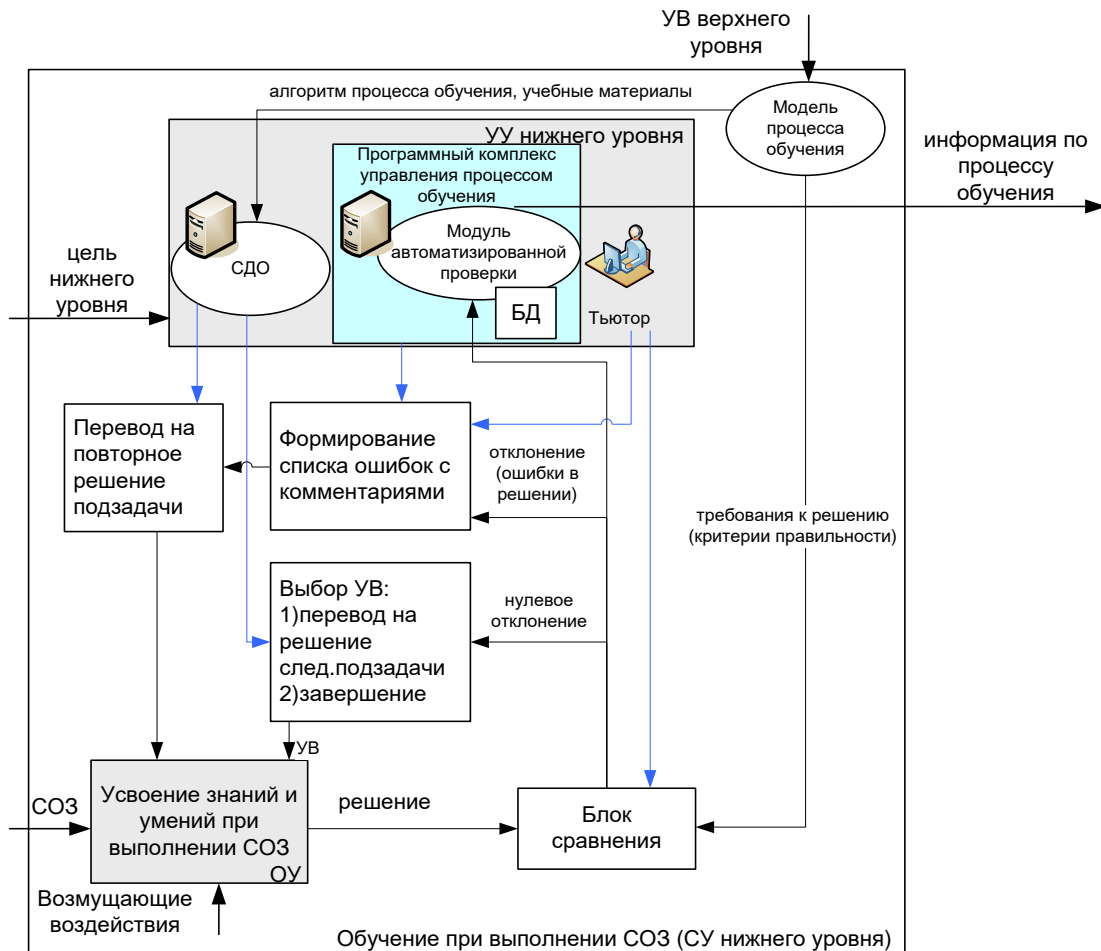 УВ верхнего
уровня
алгоритм процесса обучения, учебные материалы
Модель
процесса
обучения
УУ нижнего уровня
информация по
процессу
обучения
Программный комплекс
управления процессом
обучения
Модуль
автоматизированной
проверки
СДО
БД
Тьютор
цель
нижнего
уровня
Перевод на
повторное
решение
подзадачи
Формирование
списка ошибок с
комментариями
отклонение
(ошибки в
решении)
требования к решению
(критерии правильности)
Выбор УВ:
1)перевод на
решение
след.подзадачи
2)завершение
нулевое
отклонение
УВ
СОЗ
Усвоение знаний и
умений при
выполнении СОЗ
ОУ
решение
Блок
сравнения
Возмущающие
воздействия
Обучение при выполнении СОЗ (СУ нижнего уровня)